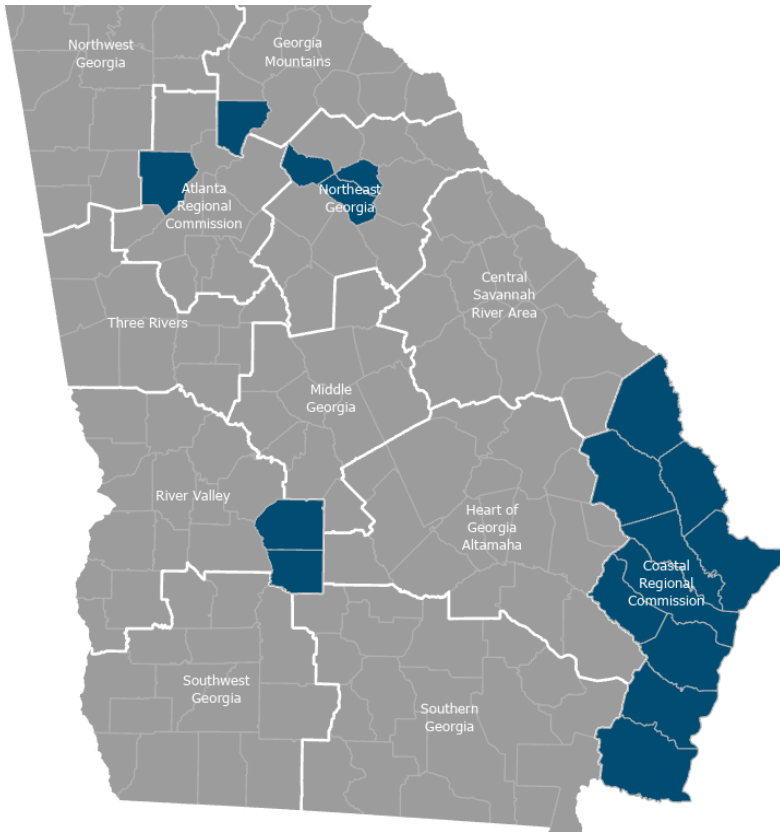 Northwest
Georgia
Georgia
Mountains
Atlanta
Regional
Commission
Northeast
Georgia
Central
Savannah
River Area
Three Rivers
Middle
Georgia
River Valley
Heart of
Georgia
Altamaha
Coastal
Regional
Commission
Southwest
Georgia
Southern
Georgia